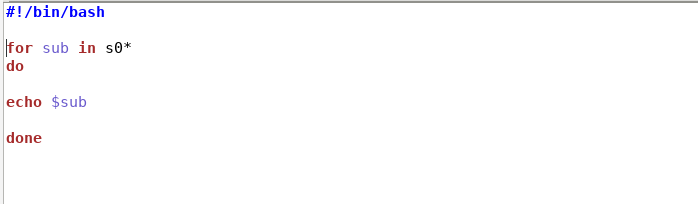 #!/bin/bash
for sub in s0*
do
echo $sub
done